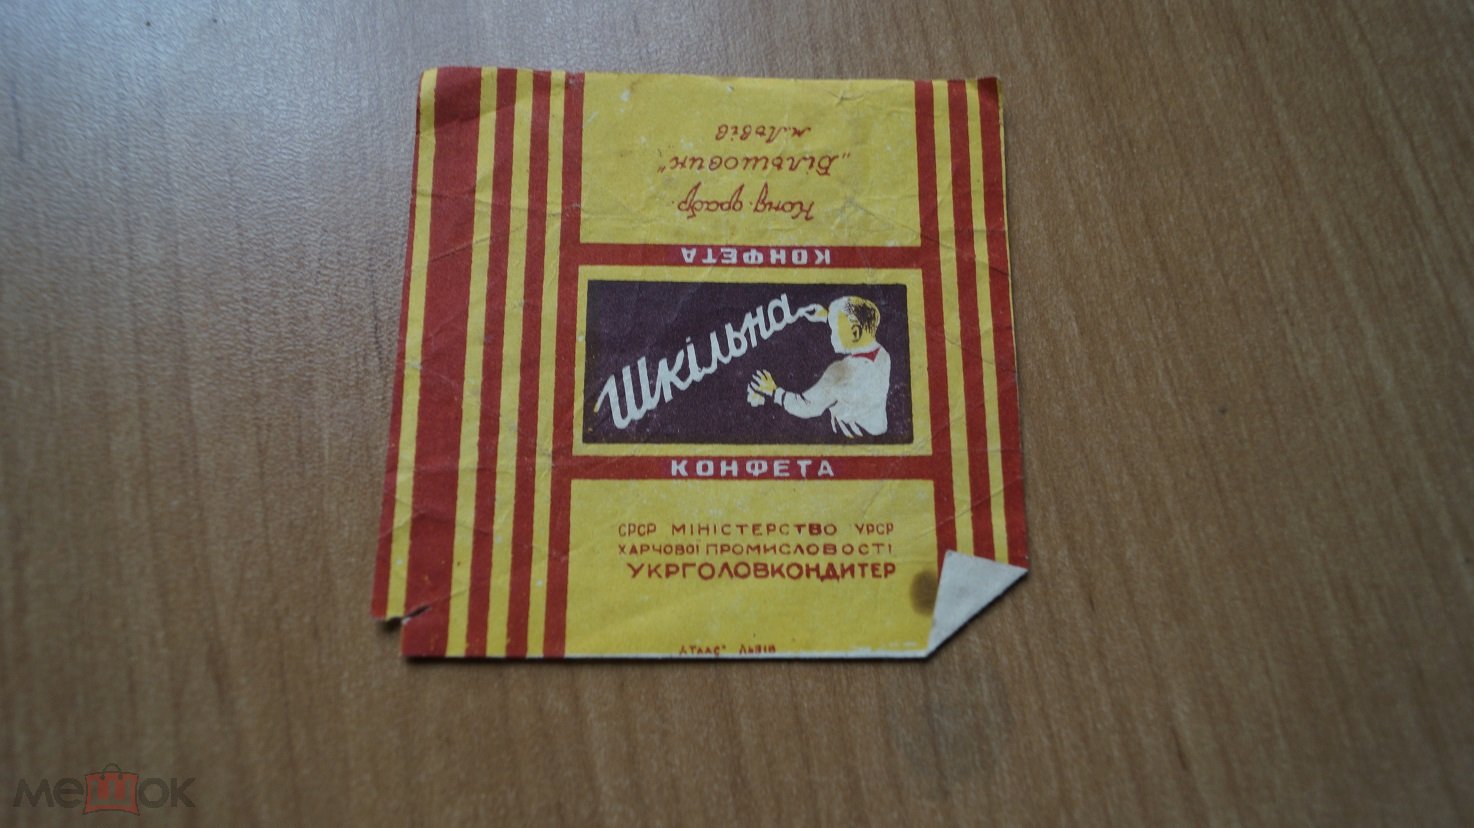 Конд. фабр.
„Більшовик“
м. Львів
КОНФЕТА
Шкільна
КОНФЕТА
СРСР МІНІСТЕРСТВО УРСР
ХАРЧОВОЇ ПРОМИСЛОВОСТІ
УКРГОЛОВКОНДИТЕР
АТЛАС" ЛЬВІВ
мешок